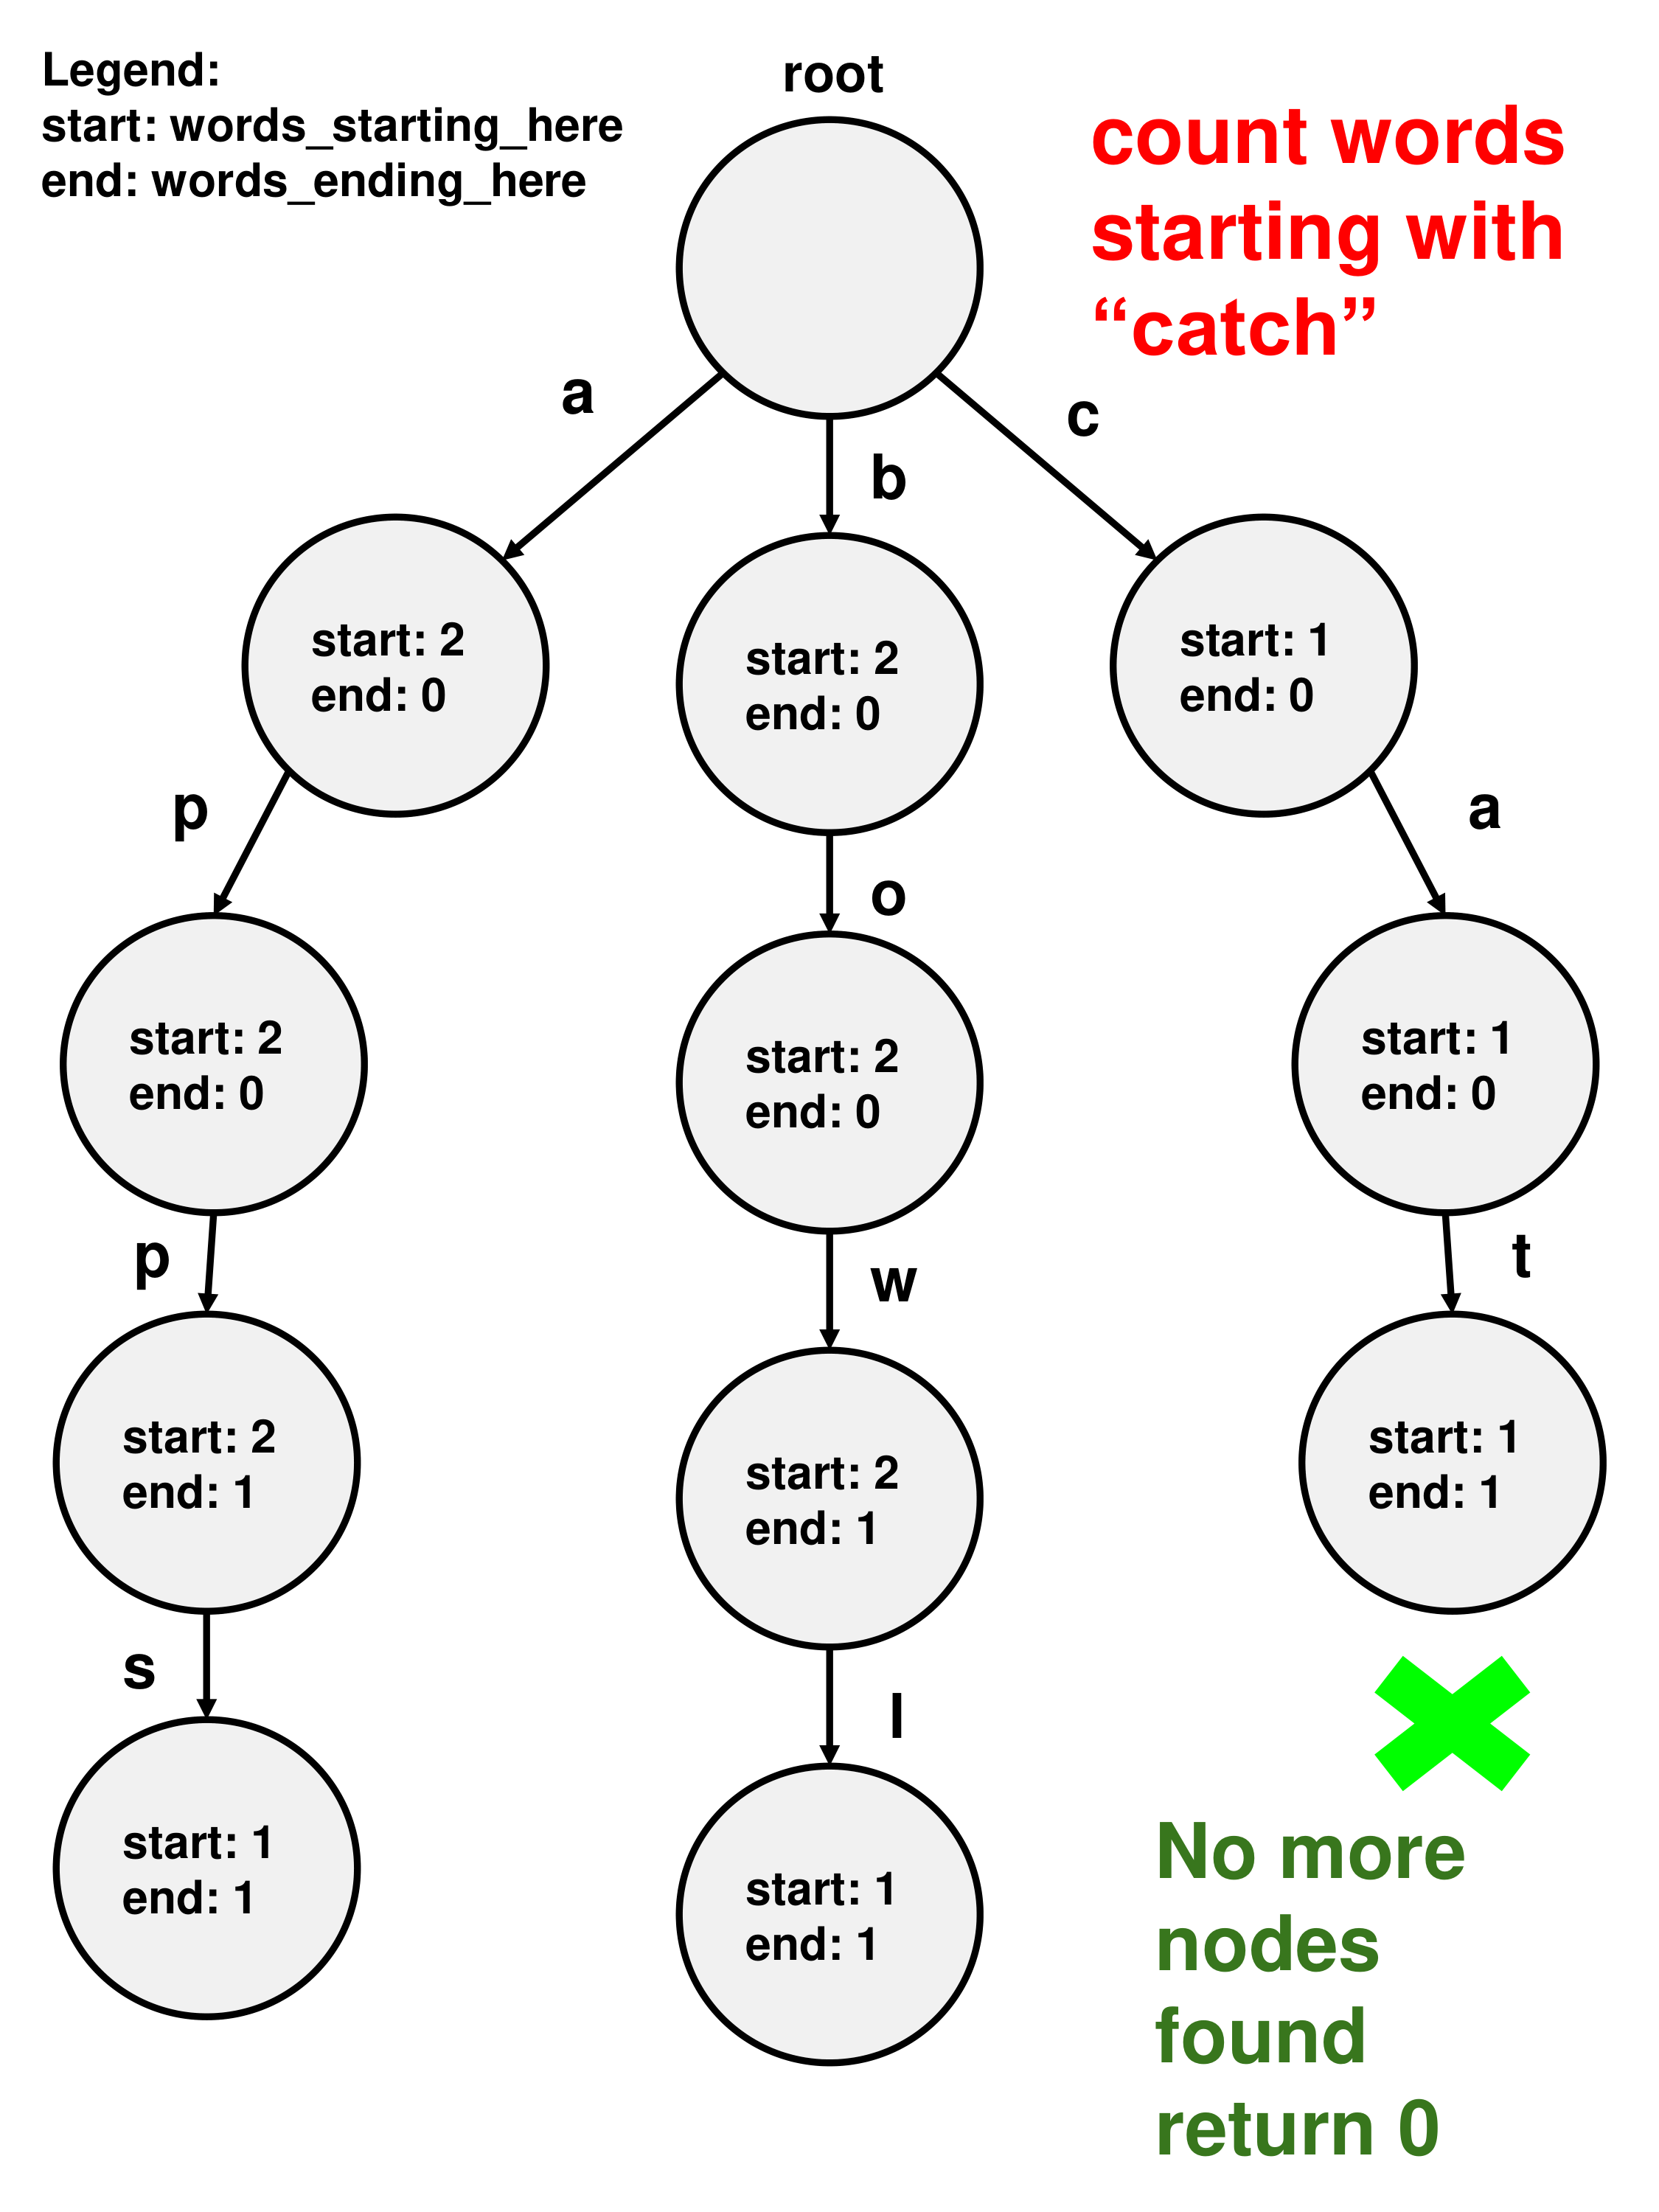 Legend:
start: words_starting_here
end: words_ending_here
root
count words
starting with
“catch”
a
b
c
start: 2
end: 0
start: 2
end: 0
start: 1
end: 0
p
o
a
start: 2
end: 0
start: 2
end: 0
start: 1
end: 0
p
w
t
start: 2
end: 1
start: 2
end: 1
start: 1
end: 1
s
l
start: 1
end: 1
start: 1
end: 1
No more
nodes
found
return 0